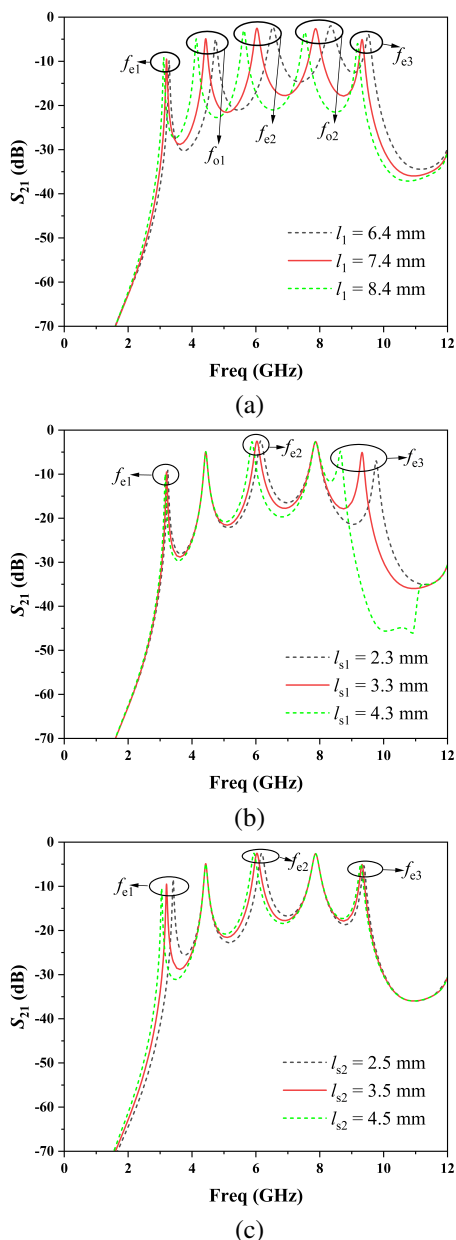 0
-10
-20
-30
-40
-50
-60
-70
S21 (dB)
fe1
fo1
fe2
fo2
fe3
l1 = 6.4 mm
l1 = 7.4 mm
l1 = 8.4 mm
0 2 4 6 8 10 12
Freq (GHz)
(a)
0
-10
-20
-30
-40
-50
-60
-70
S21 (dB)
fe1
fe2
fe3
ls1 = 2.3 mm
ls1 = 3.3 mm
ls1 = 4.3 mm
0 2 4 6 8 10 12
Freq (GHz)
(b)
0
-10
-20
-30
-40
-50
-60
-70
S21 (dB)
fe1
fe2
fe3
ls2 = 2.5 mm
ls2 = 3.5 mm
ls2 = 4.5 mm
0 2 4 6 8 10 12
Freq (GHz)
(c)